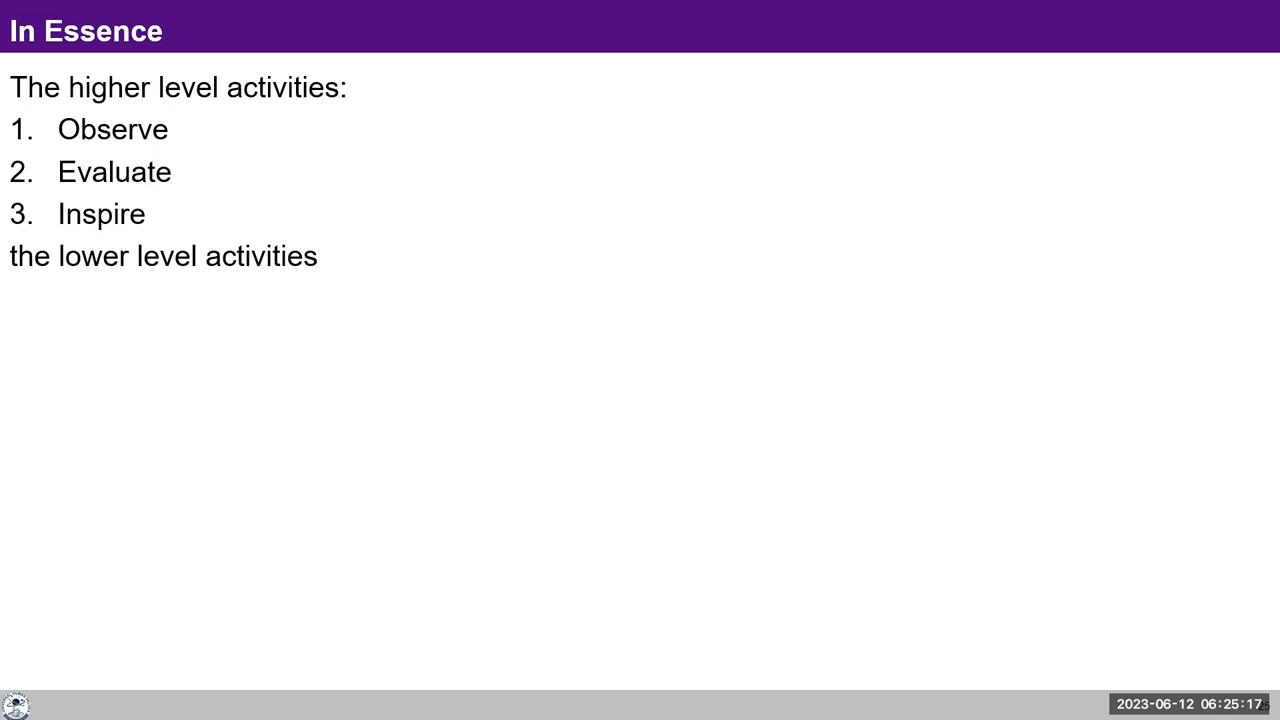 In Essence
The higher level activities:
1. Observe
2. Evaluate
3. Inspire
the lower level activities
2023-06-12 06:25:17